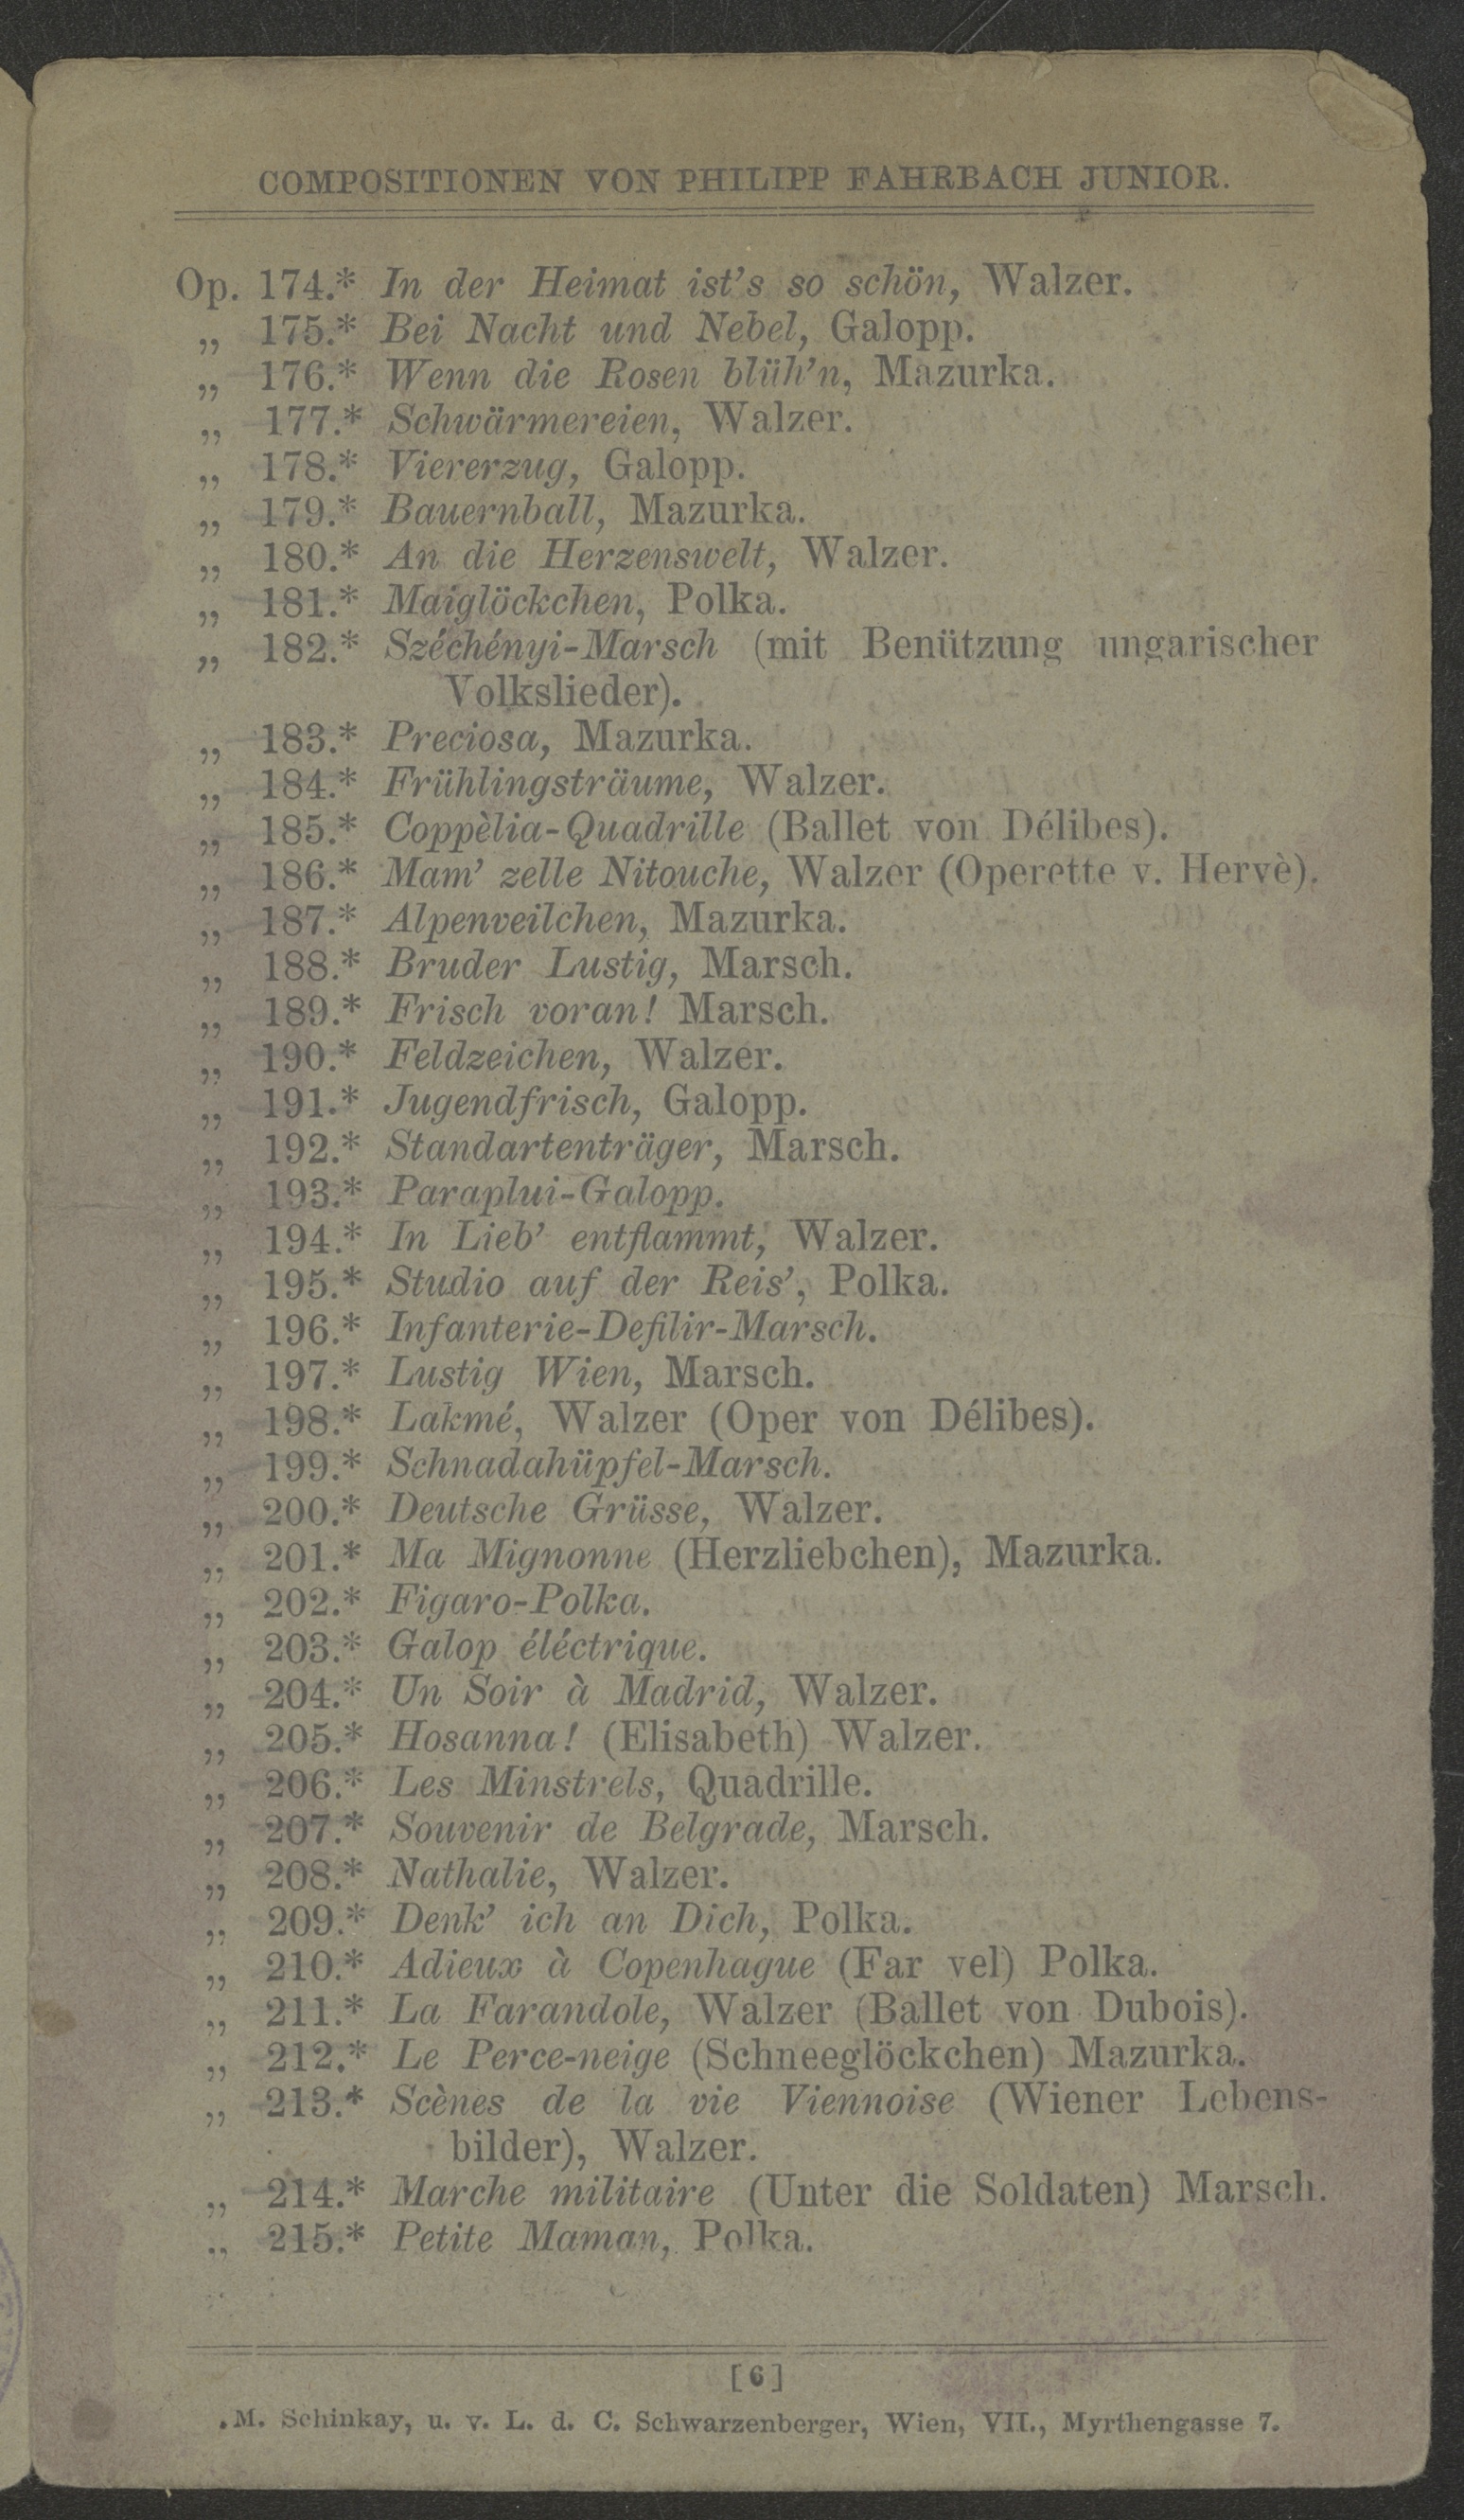 COMPOSITIONEN VON PHILIPP FAHRBACH JUNIOR.
Op. 174.* In der Heimat ist's so schön, Walzer.
„ 175.* Bei Nacht und Nebel, Galopp.
„ 176.* Wenn die Rosen blüh'n, Mazurka.
„ 177.* Schwärmereien, Walzer.
„ 178.* Viererzug, Galopp.
„ 179.* Bauernball, Mazurka.
„ 180.* An die Herzenswelt, Walzer.
„ 181.* Maiglöckchen, Polka.
„ 182.* Széchényi-Marsch (mit Benützung ungarischer
Volkslieder).
„ 183.* Preciosa, Mazurka.
„ 184.* Frühlingsträume, Walzer.
„ 185.* Coppèlia-Quadrille (Ballet von Délibes).
„ 186.* Mam' zelle Nitouche, Walzer (Operette v. Hervè).
„ 187.* Alpenveilchen, Mazurka.
„ 188.* Bruder Lustig, Marsch.
„ 189.* Frisch voran! Marsch.
„ 190.* Feldzeichen, Walzer.
„ 191.* Jugendfrisch, Galopp.
„ 192.* Standartenträger, Marsch.
„ 193.* Paraplui-Galopp.
„ 194.* In Lieb' entflammt, Walzer.
„ 195.* Studio auf der Reis', Polka.
„ 196.* Infanterie-Defilir-Marsch.
„ 197.* Lustig Wien, Marsch.
„ 198.* Lakmé, Walzer (Oper von Délibes).
„ 199.* Schnadahüpfel-Marsch.
„ 200.* Deutsche Grüsse, Walzer.
„ 201.* Ma Mignonne (Herzliebchen), Mazurka.
„ 202.* Figaro-Polka.
„ 203.* Galop éléctrique.
„ 204.* Un Soir à Madrid, Walzer.
„ 205.* Hosanna! (Elisabeth) Walzer.
„ 206.* Les Minstrels, Quadrille.
„ 207.* Souvenir de Belgrade, Marsch.
„ 208.* Nathalie, Walzer.
„ 209.* Denk' ich an Dich, Polka.
„ 210.* Adieux à Copenhague (Far vel) Polka.
„ 211.* La Farandole, Walzer (Ballet von Dubois).
„ 212.* Le Perce-neige (Schneeglöckchen) Mazurka.
„ 213.* Scènes de la vie Viennoise (Wiener Lebens-
bilder), Walzer.
„ 214.* Marche militaire (Unter die Soldaten) Marsch.
„ 215.* Petite Maman, Polka.
[6]
M. Schinkay, u. v. L. d. C. Schwarzenberger, Wien, VII., Myrthengasse 7.